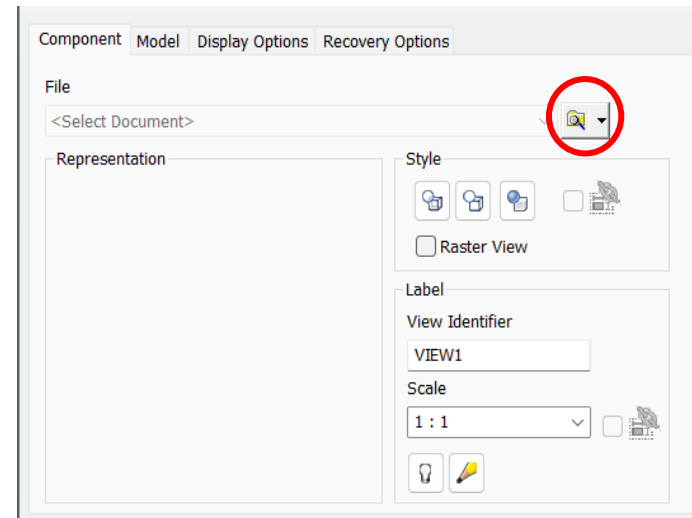 Component Model Display Options Recovery Options
File
<Select Document>
Representation
Style
Raster View
Label
View Identifier
VIEW1
Scale
1 : 1